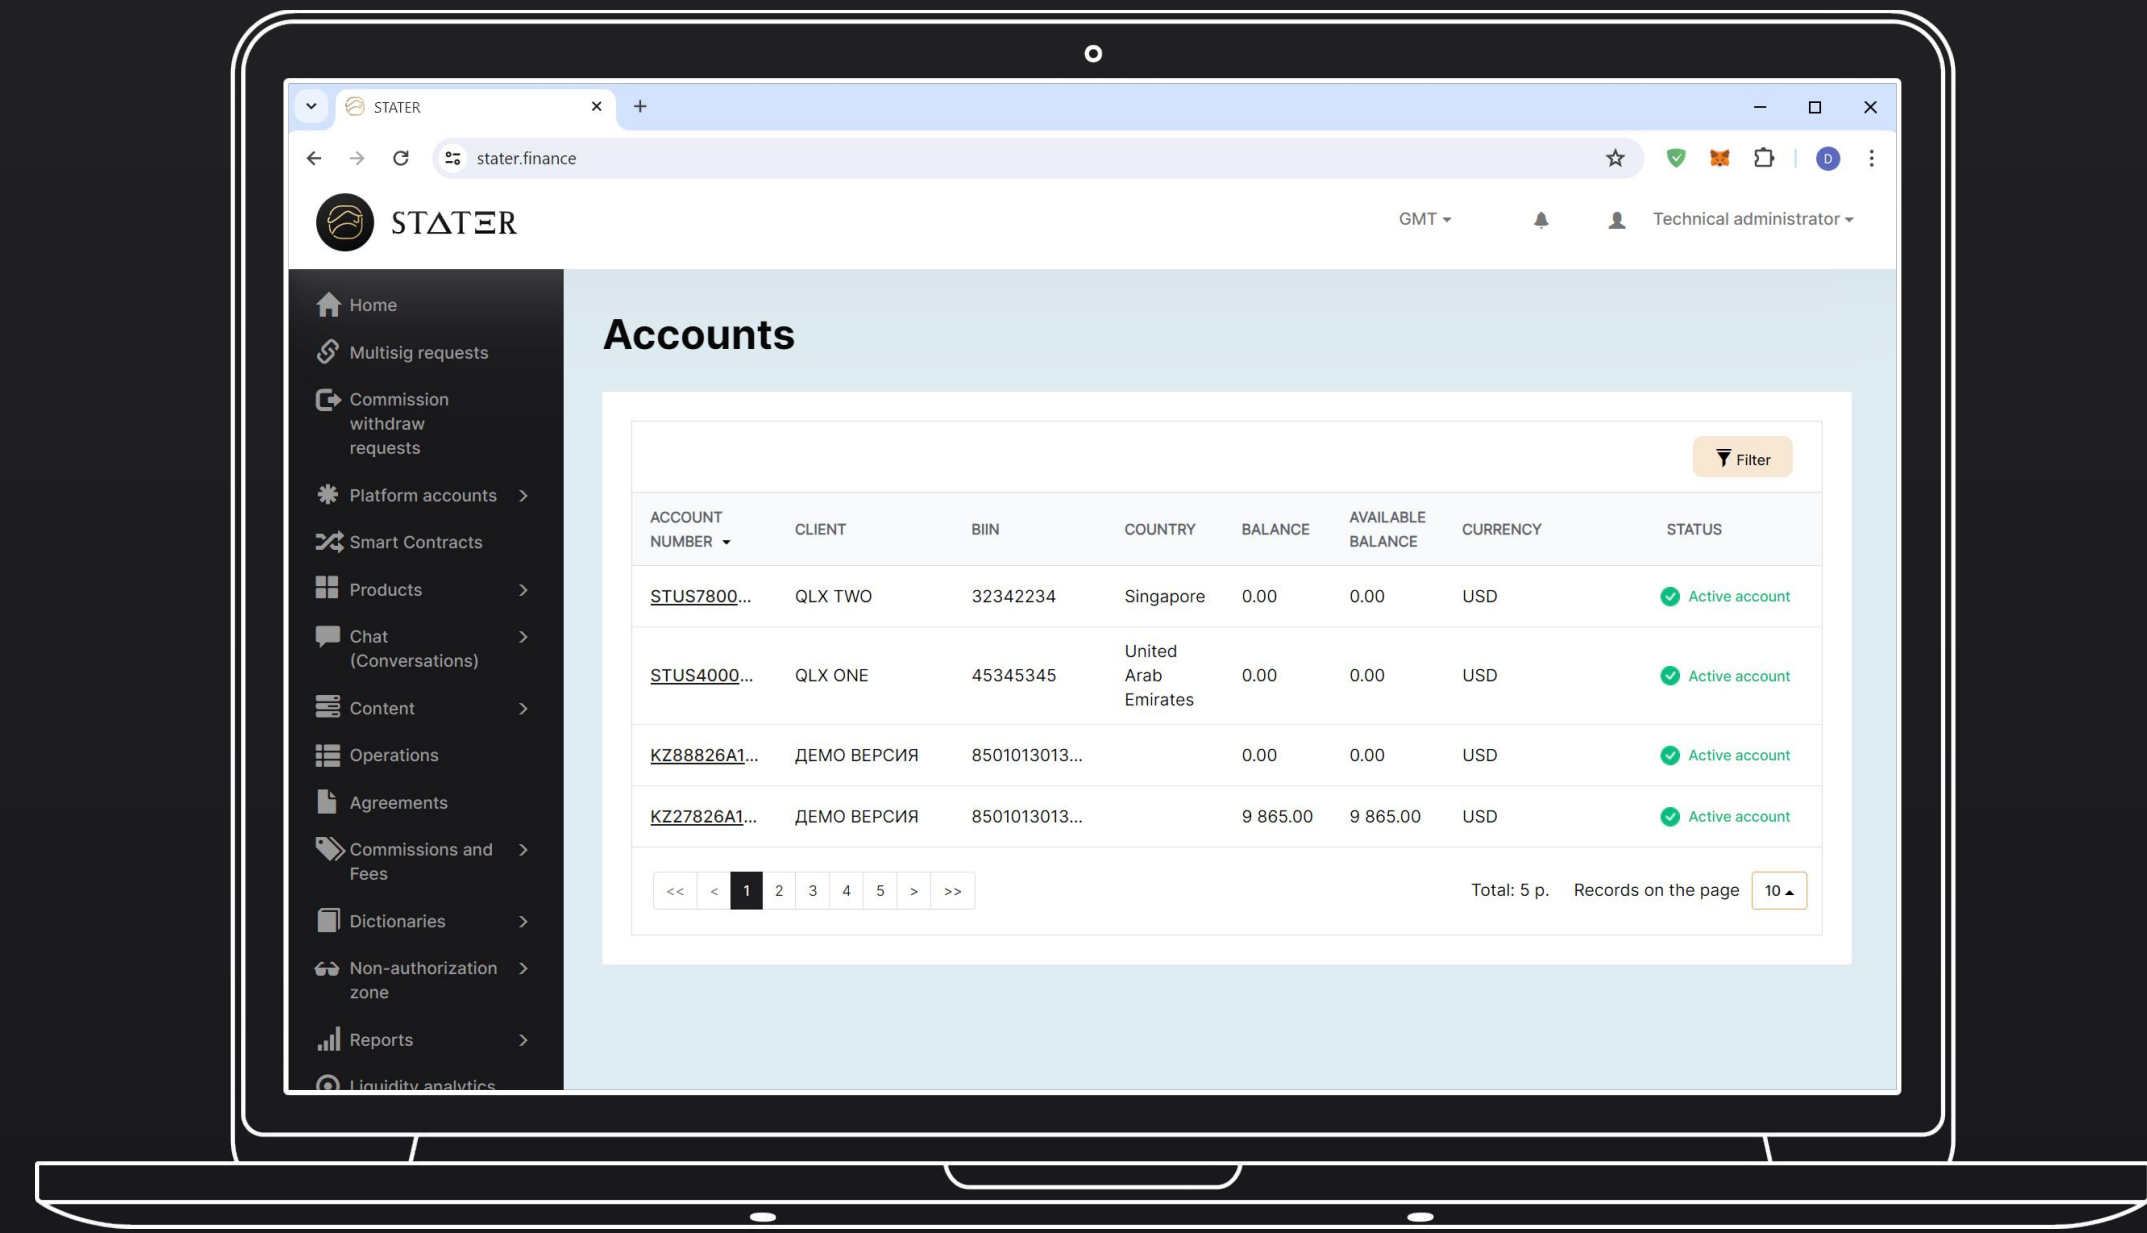 STATER
stater.finance
D
STATER
GMT
Technical administrator
Home
Multisig requests
Commission
withdraw
requests
Platform accounts
Smart Contracts
Products
Chat
(Conversations)
Content
Operations
Agreements
Commissions and
Fees
Dictionaries
Non-authorization
zone
Reports
Liquidity analytics
Accounts
Filter
ACCOUNT
NUMBER
CLIENT
BIIN
COUNTRY
BALANCE
AVAILABLE
BALANCE
CURRENCY
STATUS
STUS7800... QLX TWO 32342234 Singapore 0.00 0.00 USD Active account
STUS4000... QLX ONE 45345345 United Arab Emirates 0.00 0.00 USD Active account
KZ88826A1... ДЕМО ВЕРСИЯ 8501013013... 0.00 0.00 USD Active account
KZ27826A1... ДЕМО ВЕРСИЯ 8501013013... 9 865.00 9 865.00 USD Active account
<< < 1 2 3 4 5 > >>
Total: 5 p. Records on the page 10